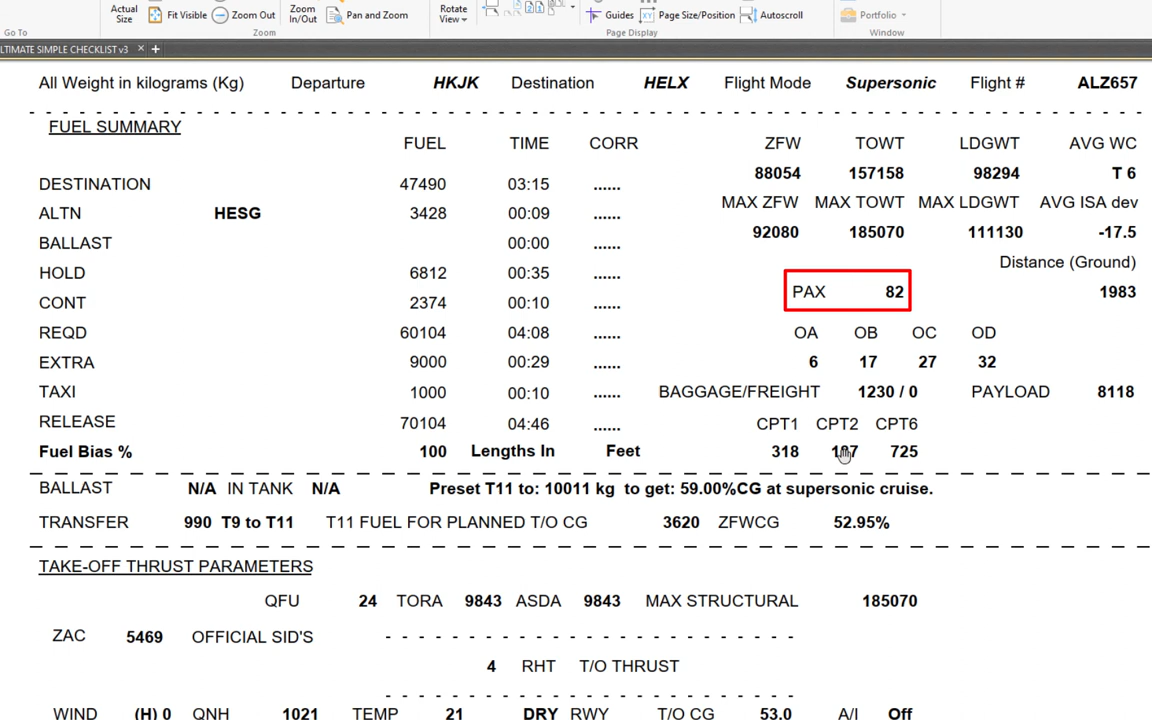 Actual Size Fit Visible Zoom Out Zoom In/Out Pan and Zoom Rotate View Guides Page Size/Position Autoscroll Portfolio
Go To Zoom Page Display Window
LTIMATE SIMPLE CHECKLIST v3 × +
All Weight in kilograms (Kg) Departure HKJK Destination HELX Flight Mode Supersonic Flight # ALZ657
FUEL SUMMARY
FUEL TIME CORR ZFW TOWT LDGWT AVG WC
88054 157158 98294 T 6
DESTINATION 47490 03:15 ......
MAX ZFW MAX TOWT MAX LDGWT AVG ISA dev
ALTN HESG 3428 00:09 ......
92080 185070 111130 -17.5
BALLAST 00:00 ......
Distance (Ground)
HOLD 6812 00:35 ......
PAX 82 1983
CONT 2374 00:10 ......
REQD 60104 04:08 ...... OA OB OC OD
EXTRA 9000 00:29 ...... 6 17 27 32
TAXI 1000 00:10 ...... BAGGAGE/FREIGHT 1230 / 0 PAYLOAD 8118
RELEASE 70104 04:46 ...... CPT1 CPT2 CPT6
Fuel Bias % 100 Lengths In Feet 318 725
BALLAST N/A IN TANK N/A Preset T11 to: 10011 kg to get: 59.00%CG at supersonic cruise.
TRANSFER 990 T9 to T11 T11 FUEL FOR PLANNED T/O CG 3620 ZFWCG 52.95%
TAKE-OFF THRUST PARAMETERS
QFU 24 TORA 9843 ASDA 9843 MAX STRUCTURAL 185070
ZAC 5469 OFFICIAL SID'S
4 RHT T/O THRUST
WIND (H) 0 QNH 1021 TEMP 21 DRY RWY T/O CG 53.0 A/I Off